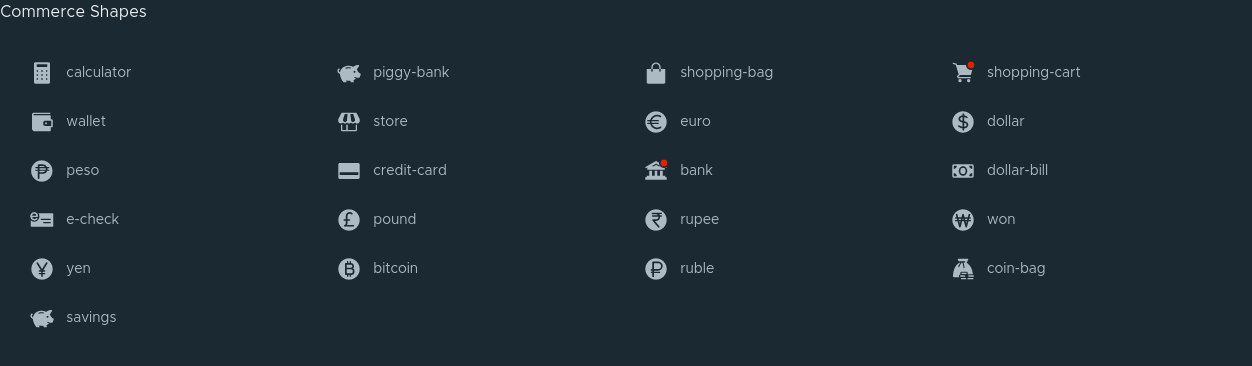 Commerce Shapes
calculator piggy-bank shopping-bag shopping-cart
wallet store euro dollar
peso credit-card bank dollar-bill
e-check pound rupee won
yen bitcoin ruble coin-bag
savings